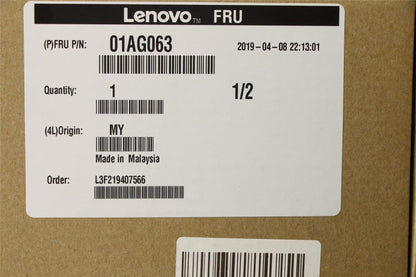 Lenovo™ FRU
(P)FRU P/N: 01AG063 2019-04-08 22:13:01
Quantity: 1 1/2
(4L)Origin: MY
Made in Malaysia
Order: L3F219407566